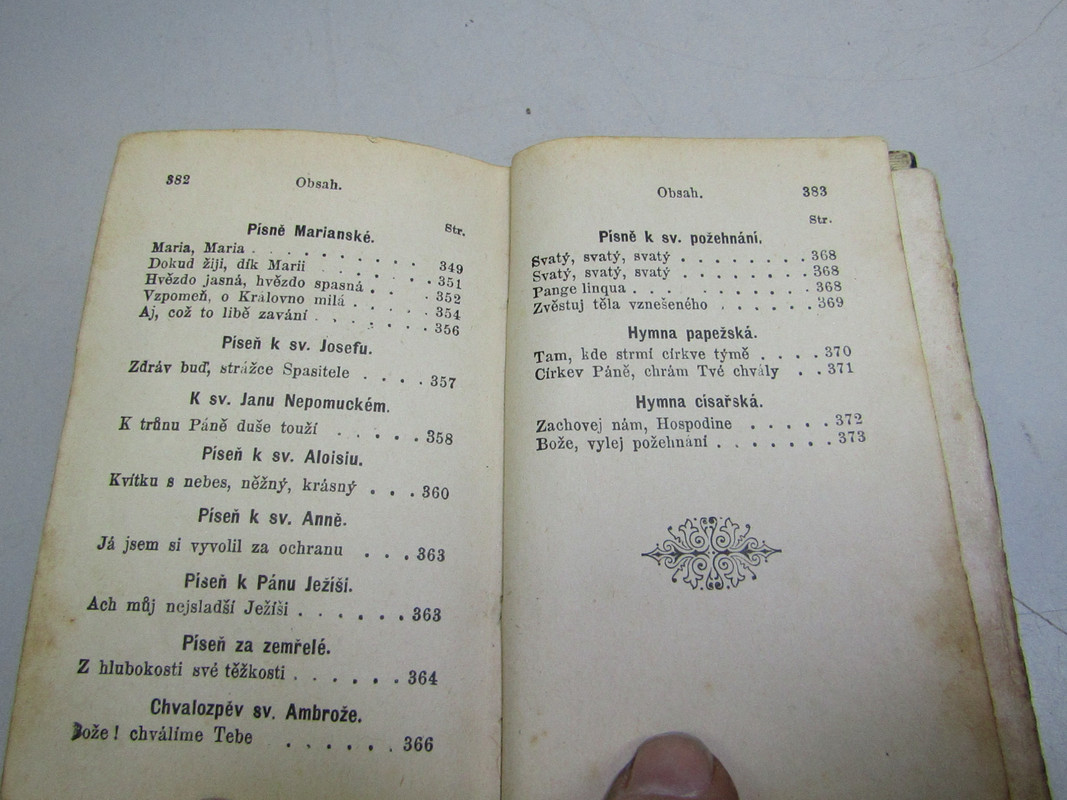 382 Obsah.
Str.
Písně Marianské.
Maria, Maria . . . . . . . . . 349
Dokud žiji, dík Marii . . . . . . 351
Hvězdo jasná, hvězdo spasná . . . 352
Vzpomeň, o Královno milá . . . . 354
Aj, což to libě zavání . . . . . . 356
Píseň k sv. Josefu.
Zdráv buď, strážce Spasitele . . . . 357
K sv. Janu Nepomuckém.
K trůnu Páně duše touží . . . . . 358
Píseň k sv. Aloisiu.
Kvítku s nebes, něžný, krásný . . . 360
Píseň k sv. Anně.
Já jsem si vyvolil za ochranu . . . 363
Píseň k Pánu Ježíši.
Ach můj nejsladší Ježíši . . . . . . 363
Píseň za zemřelé.
Z hlubokosti své těžkosti . . . . . . 364
Chvalozpěv sv. Ambrože.
Bože! chválíme Tebe . . . . . . 366
Obsah. 383
Str.
Písně k sv. požehnání.
Svatý, svatý, svatý . . . . . . . . 368
Svatý, svatý, svatý . . . . . . . . 368
Pange linqua . . . . . . . . . 368
Zvěstuj těla vznešeného . . . . . . 369
Hymna papežská.
Tam, kde strmí církve týmě . . . . 370
Církev Páně, chrám Tvé chvály . . 371
Hymna císařská.
Zachovej nám, Hospodine . . . . . 372
Bože, vylej požehnání . . . . . . . 373